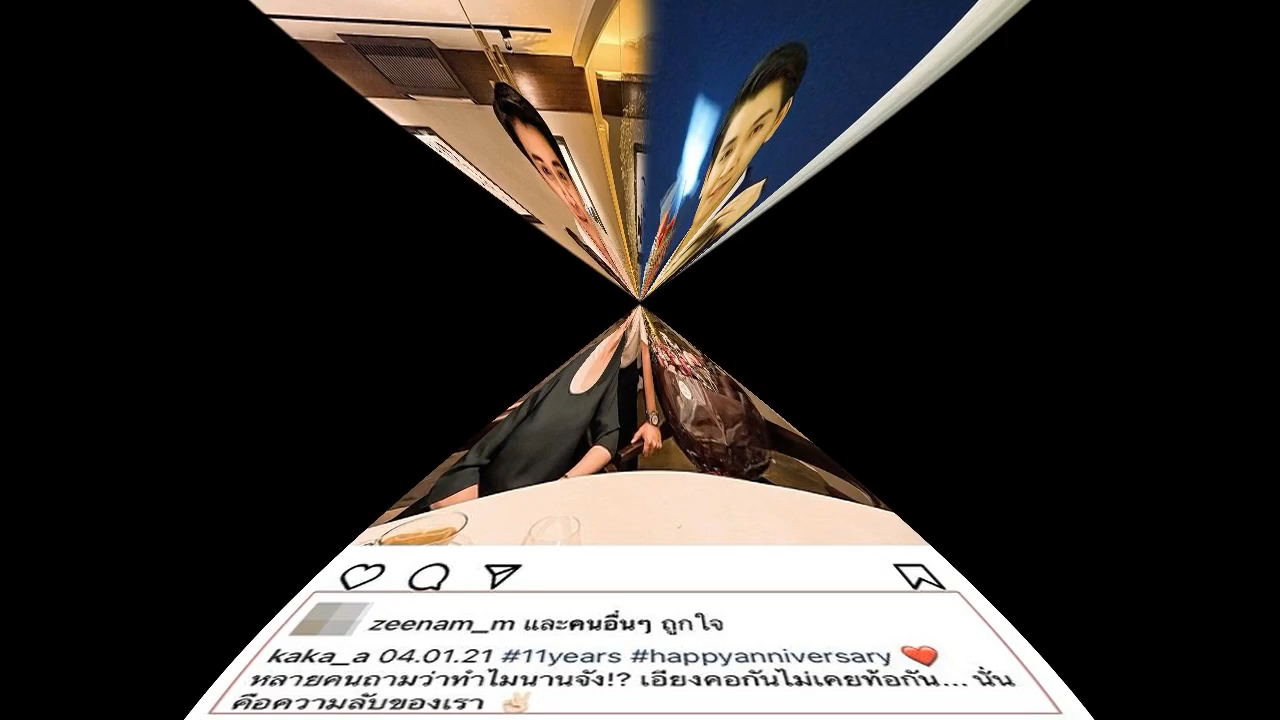 zeenam_m และคนอื่นๆ ถูกใจ
kaka_a 04.01.21 #11years #happyanniversary ❤️
หลายคนถามว่าทำไมนานจัง!? เอียงคอกันไม่เคยท้อกัน... นั่น
คือความลับของเรา ✌🏻